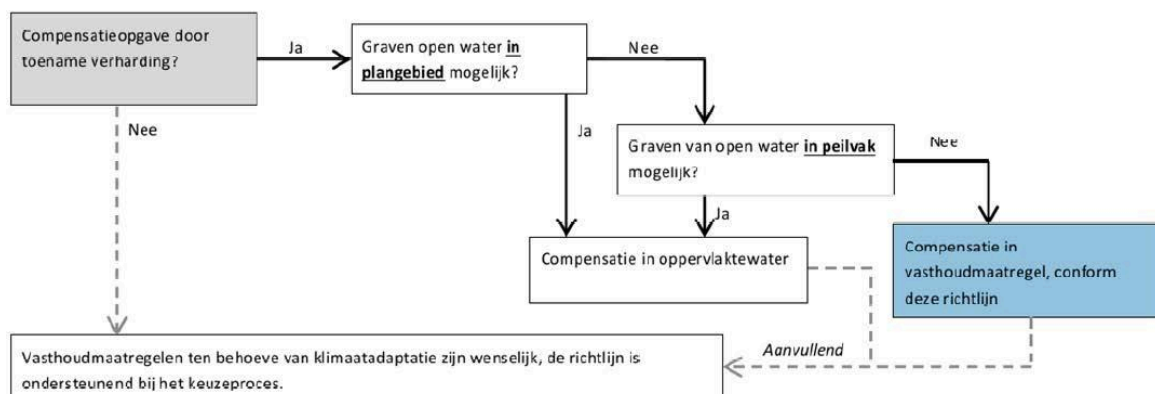 Compensatieopgave door
toename verharding?
Ja
Graven open water in
plangebied mogelijk?
Nee
Nee
Ja
Graven van open water in peilvak
mogelijk?
Nee
Ja
Compensatie in oppervlaktewater
Compensatie in
vasthoudmaatregel, conform
deze richtlijn
Aanvullend
Vasthoudmaatregelen ten behoeve van klimaatadaptatie zijn wenselijk, de richtlijn is
ondersteunend bij het keuzeproces.